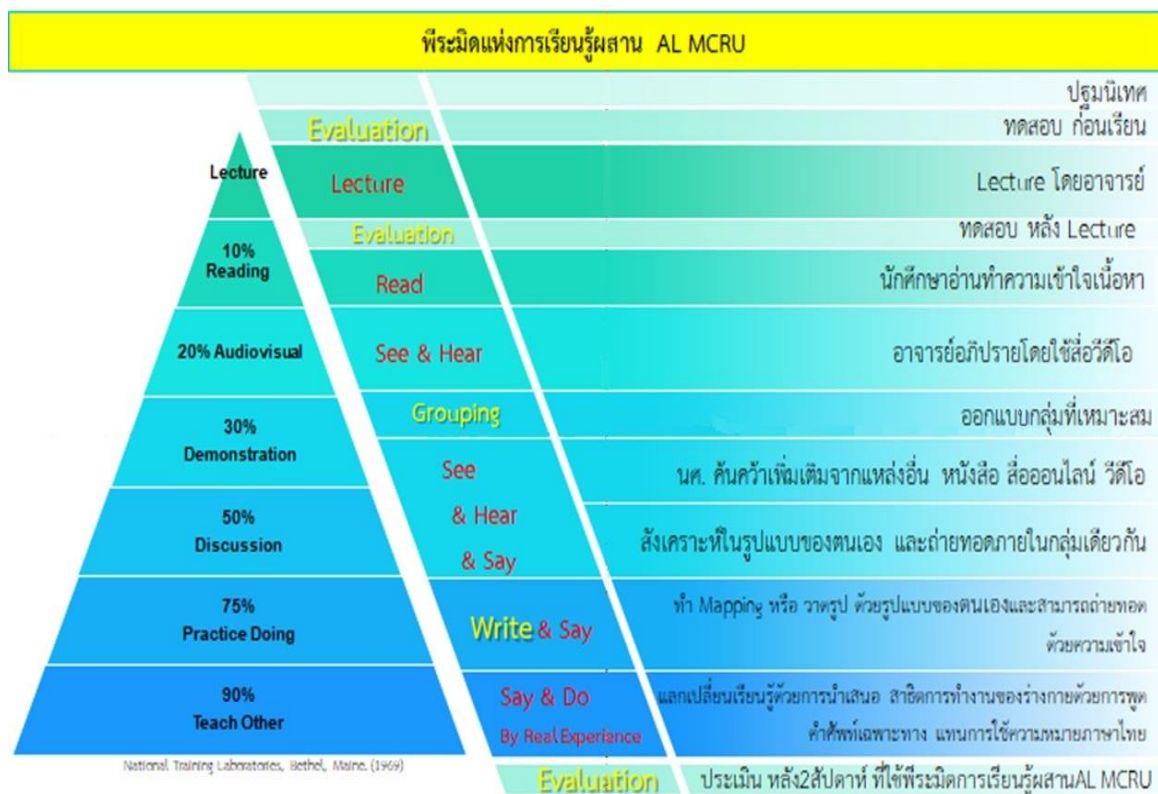 พีระมิดแห่งการเรียนรู้ผสาน AL MCRU
ปฐมนิเทศ
Evaluation
ทดสอบ ก่อนเรียน
Lecture
Lecture
Lecture โดยอาจารย์
Evaluation
ทดสอบ หลัง Lecture
10%
Reading
Read
นักศึกษาอ่านทำความเข้าใจเนื้อหา
20% Audiovisual
See & Hear
อาจารย์อภิปรายโดยใช้สื่อวีดีโอ
Grouping
ออกแบบกลุ่มที่เหมาะสม
30%
Demonstration
See
& Hear
& Say
นศ. ค้นคว้าเพิ่มเติมจากแหล่งอื่น หนังสือ สื่อออนไลน์ วีดีโอ
50%
Discussion
สังเคราะห์ในรูปแบบของตนเอง และถ่ายทอดภายในกลุ่มเดียวกัน
75%
Practice Doing
Write & Say
ทำ Mapping หรือ วาดรูป ด้วยรูปแบบของตนเองและสามารถถ่ายทอด
ด้วยความเข้าใจ
90%
Teach Other
Say & Do
By Real Experience
แลกเปลี่ยนเรียนรู้ด้วยการนำเสนอ สาธิตการทำงานของร่างกายด้วยการพูด
คำศัพท์เฉพาะทาง แทนการใช้ความหมายภาษาไทย
National Training Laboratories, Bethel, Maine. (1969)
Evaluation
ประเมิน หลัง2สัปดาห์ ที่ใช้พีระมิดการเรียนรู้ผสานAL MCRU